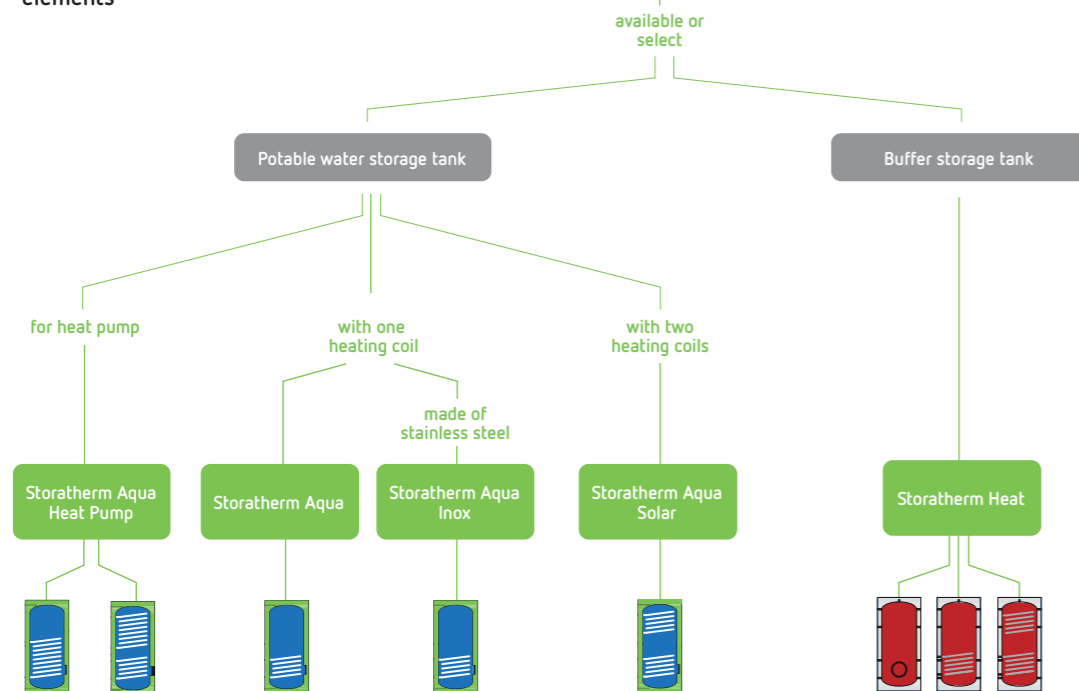 elements
available or
select
Potable water storage tank
Buffer storage tank
for heat pump
with one
heating coil
with two
heating coils
made of
stainless steel
Storatherm Aqua
Heat Pump
Storatherm Aqua
Storatherm Aqua
Inox
Storatherm Aqua
Solar
Storatherm Heat